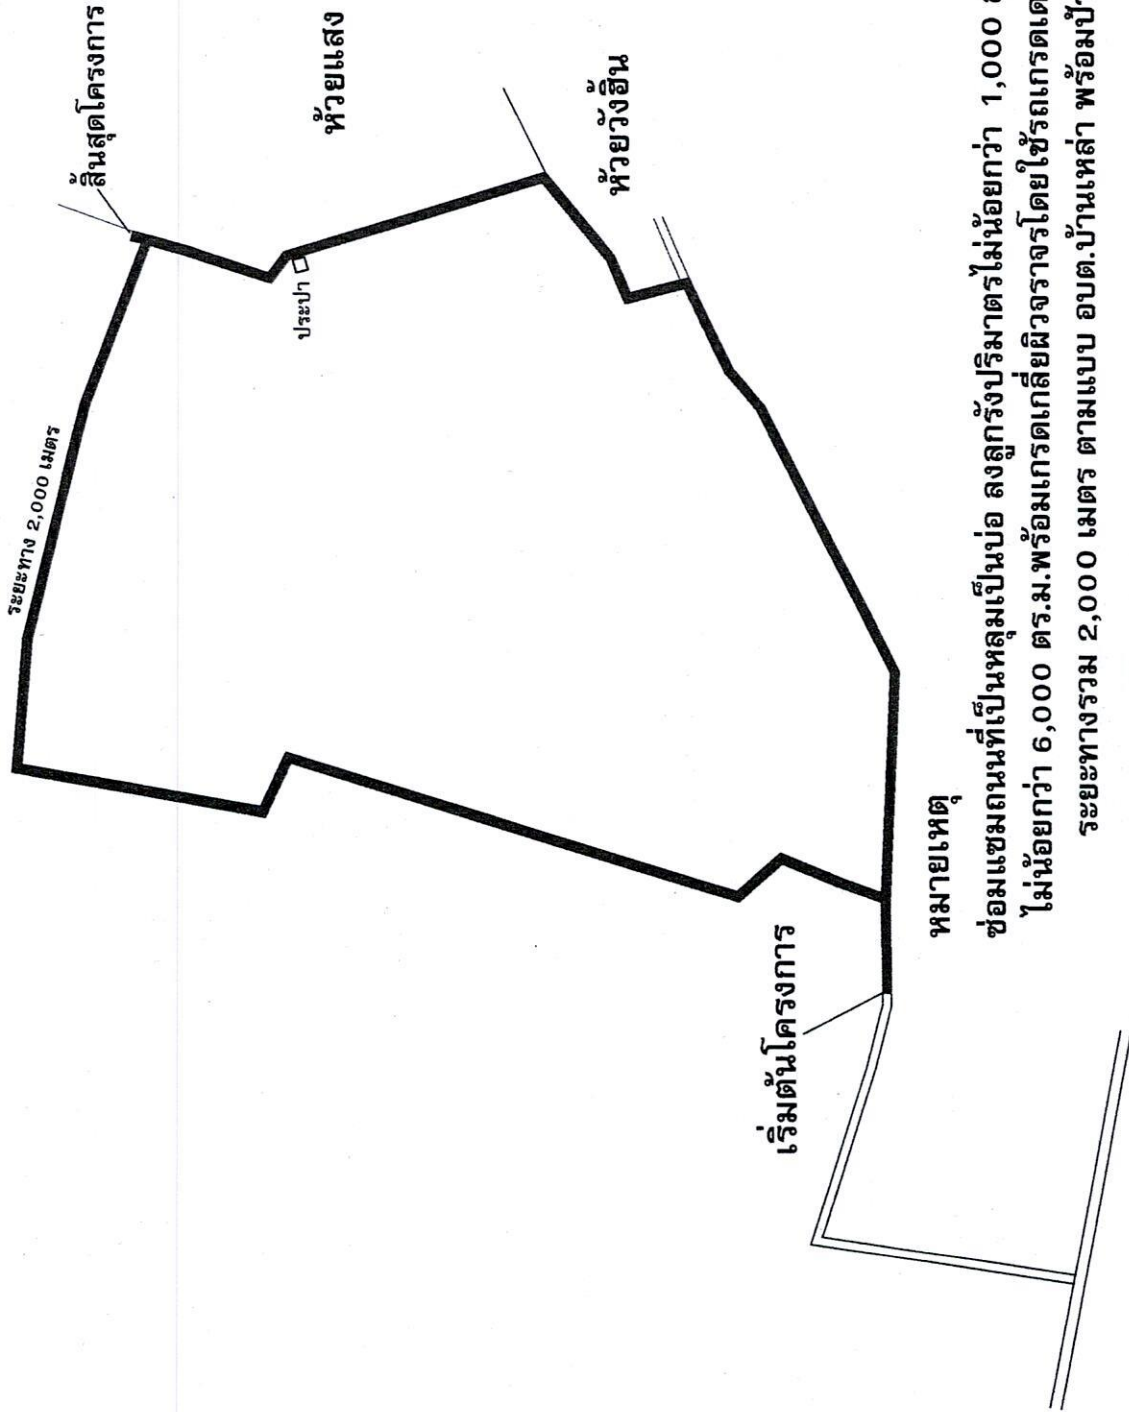 สิ้นสุดโครงการ
ระยะทาง 2,000 เมตร
ห้วยแสง
ประปา
ห้วยวังฮิ้น
เริ่มต้นโครงการ
หมายเหตุ
ซ่อมแซมถนนที่เป็นหลุมเป็นบ่อ ลงลูกรังปริมาตรไม่น้อยกว่า 1,000
ไม่น้อยกว่า 6,000 ตร.ม.พร้อมเกรดเกลี่ยผิวจราจรโดยใช้รถเกรดเ
ระยะทางรวม 2,000 เมตร ตามแบบ อบต.บ้านเหล่า พร้อมป้